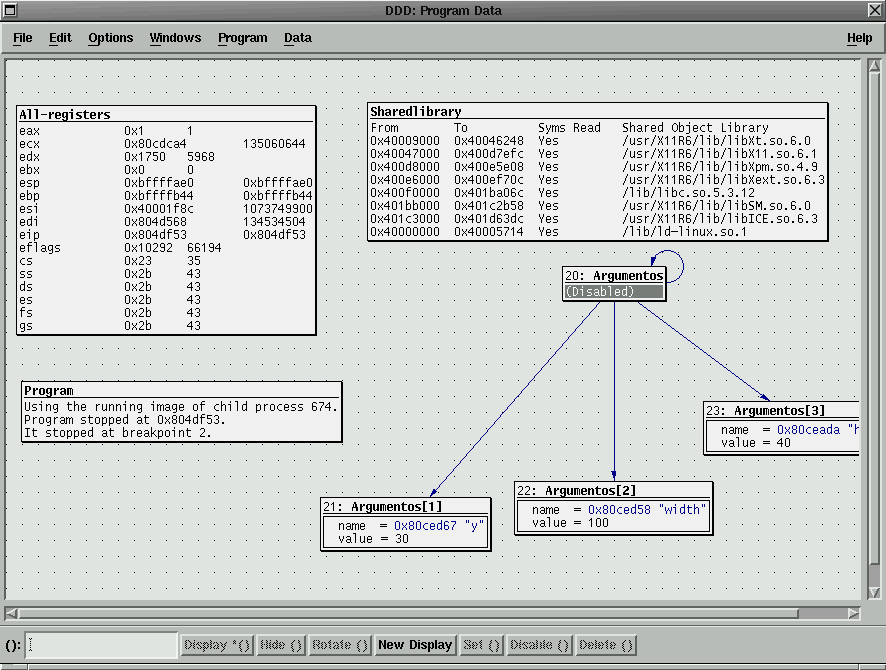 DDD: Program Data
File Edit Options Windows Program Data Help
All-registers
eax 0x1 1
ecx 0x80cdca4 135060644
edx 0x1750 5968
ebx 0x0 0
esp 0xbffffae0 0xbffffae0
ebp 0xbffffb44 0xbffffb44
esi 0x40001f8c 1073749900
edi 0x804d568 134534504
eip 0x804df53 0x804df53
eflags 0x10292 66194
cs 0x23 35
ss 0x2b 43
ds 0x2b 43
es 0x2b 43
fs 0x2b 43
gs 0x2b 43
Sharedlibrary
From To Syms Read Shared Object Library
0x40009000 0x40046248 Yes /usr/X11R6/lib/libXt.so.6.0
0x40047000 0x400d7efc Yes /usr/X11R6/lib/libX11.so.6.1
0x400d8000 0x400e5e08 Yes /usr/X11R6/lib/libXpm.so.4.9
0x400e6000 0x400ef70c Yes /usr/X11R6/lib/libXext.so.6.3
0x400f0000 0x401ba06c Yes /lib/libc.so.5.3.12
0x401bb000 0x401c2b58 Yes /usr/X11R6/lib/libSM.so.6.0
0x401c3000 0x401d63dc Yes /usr/X11R6/lib/libICE.so.6.3
0x40000000 0x40005714 Yes /lib/ld-linux.so.1
20: Argumentos
(Disabled)
Program
Using the running image of child process 674.
Program stopped at 0x804df53.
It stopped at breakpoint 2.
23: Argumentos[3]
name = 0x80ceada "h
value = 40
22: Argumentos[2]
name = 0x80ced58 "width"
value = 100
21: Argumentos[1]
name = 0x80ced67 "y"
value = 30
(): Display *() Hide () Rotate () New Display Set () Disable () Delete ()